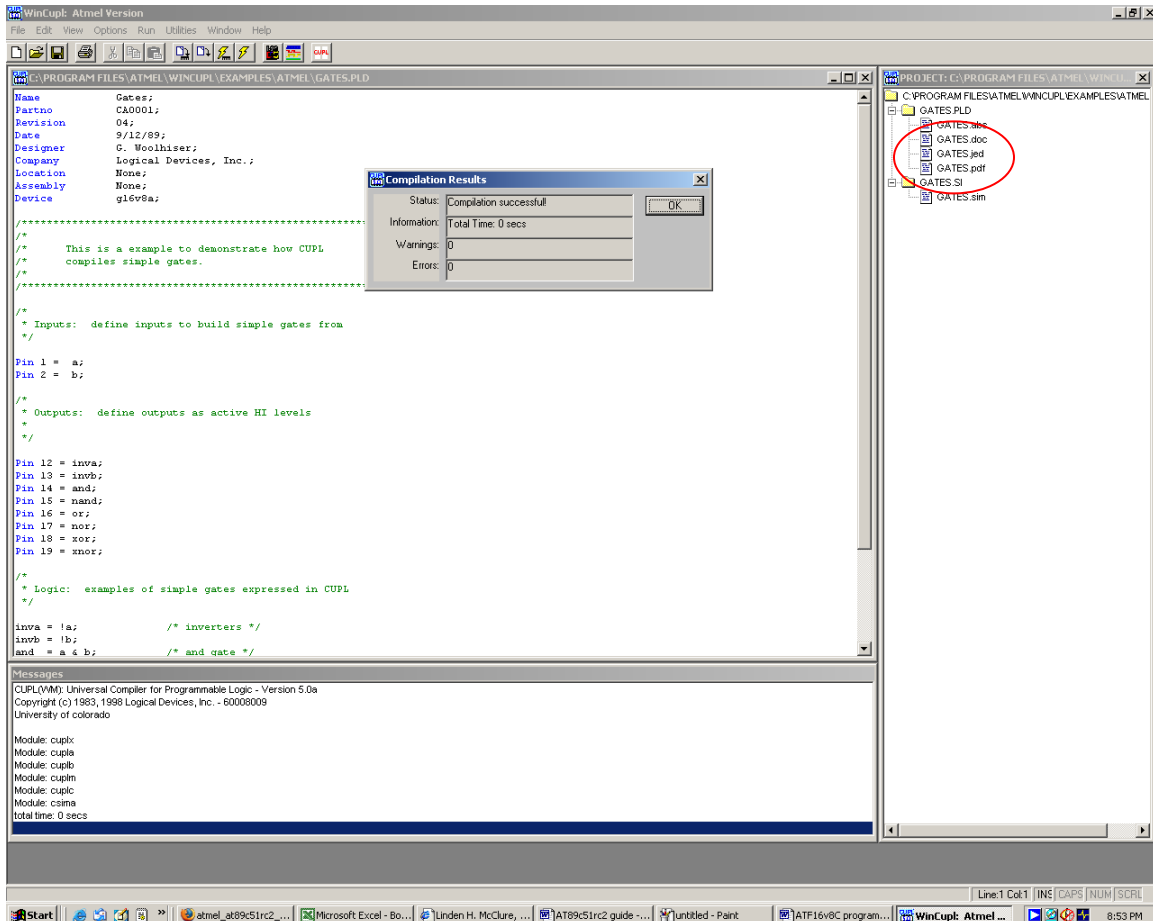 WinCupl: Atmel Version
File Edit View Options Run Utilities Window Help
CUPL
C:\PROGRAM FILES\ATMEL\WINCUPL\EXAMPLES\ATMEL\GATES.PLD
Name Gates;
Partno CA0001;
Revision 04;
Date 9/12/89;
Designer G. Woolhiser;
Company Logical Devices, Inc.;
Location None;
Assembly None;
Device g16v8a;
/********************************************
/*
/* This is a example to demonstrate how CUPL
/* compiles simple gates.
/*
/********************************************
/*
* Inputs: define inputs to build simple gates from
*/
Pin 1 = a;
Pin 2 = b;
/*
* Outputs: define outputs as active HI levels
*
*/
Pin 12 = inva;
Pin 13 = invb;
Pin 14 = and;
Pin 15 = nand;
Pin 16 = or;
Pin 17 = nor;
Pin 18 = xor;
Pin 19 = xnor;
/*
* Logic: examples of simple gates expressed in CUPL
*/
inva = !a; /* inverters */
invb = !b;
and = a & b; /* and gate */
Compilation Results
Status: Compilation successful!
OK
Information: Total Time: 0 secs
Warnings: 0
Errors: 0
PROJECT: C:\PROGRAM FILES\ATMEL\WINCU...
C:\PROGRAM FILES\ATMEL\WINCUPL\EXAMPLES\ATMEL
GATES.PLD
GATES.abs
GATES.doc
GATES.jed
GATES.pdf
GATES.SI
GATES.sim
Messages
CUPL(WM): Universal Compiler for Programmable Logic - Version 5.0a
Copyright (c) 1983, 1998 Logical Devices, Inc. - 60008009
University of colorado
Module: cuplx
Module: cupla
Module: cuplb
Module: cuplm
Module: cuplc
Module: csima
total time: 0 secs
Line:1 Col:1 INS CAPS NUM SCRL
Start » atmel_at89c51rc2_... Microsoft Excel - Bo... Linden H. McClure, ... AT89c51rc2 guide -... untitled - Paint ATF16v8C program... WinCupl: Atmel ... 8:53 PM